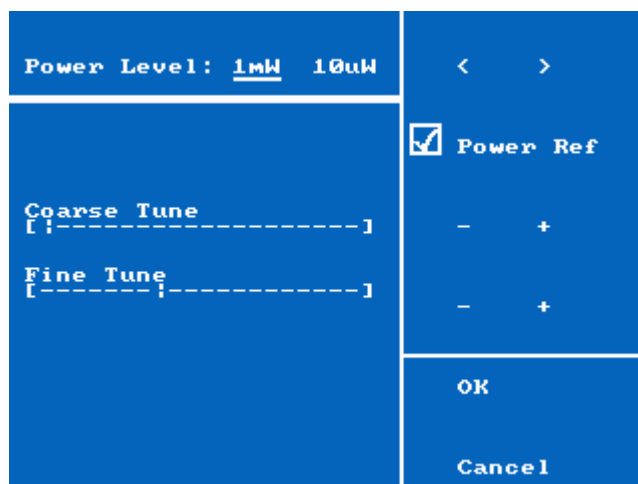 Power Level: 1mW 10uW
< >
Power Ref
Coarse Tune
[¦--------------------]
- +
Fine Tune
[-------¦------------]
- +
OK
Cancel